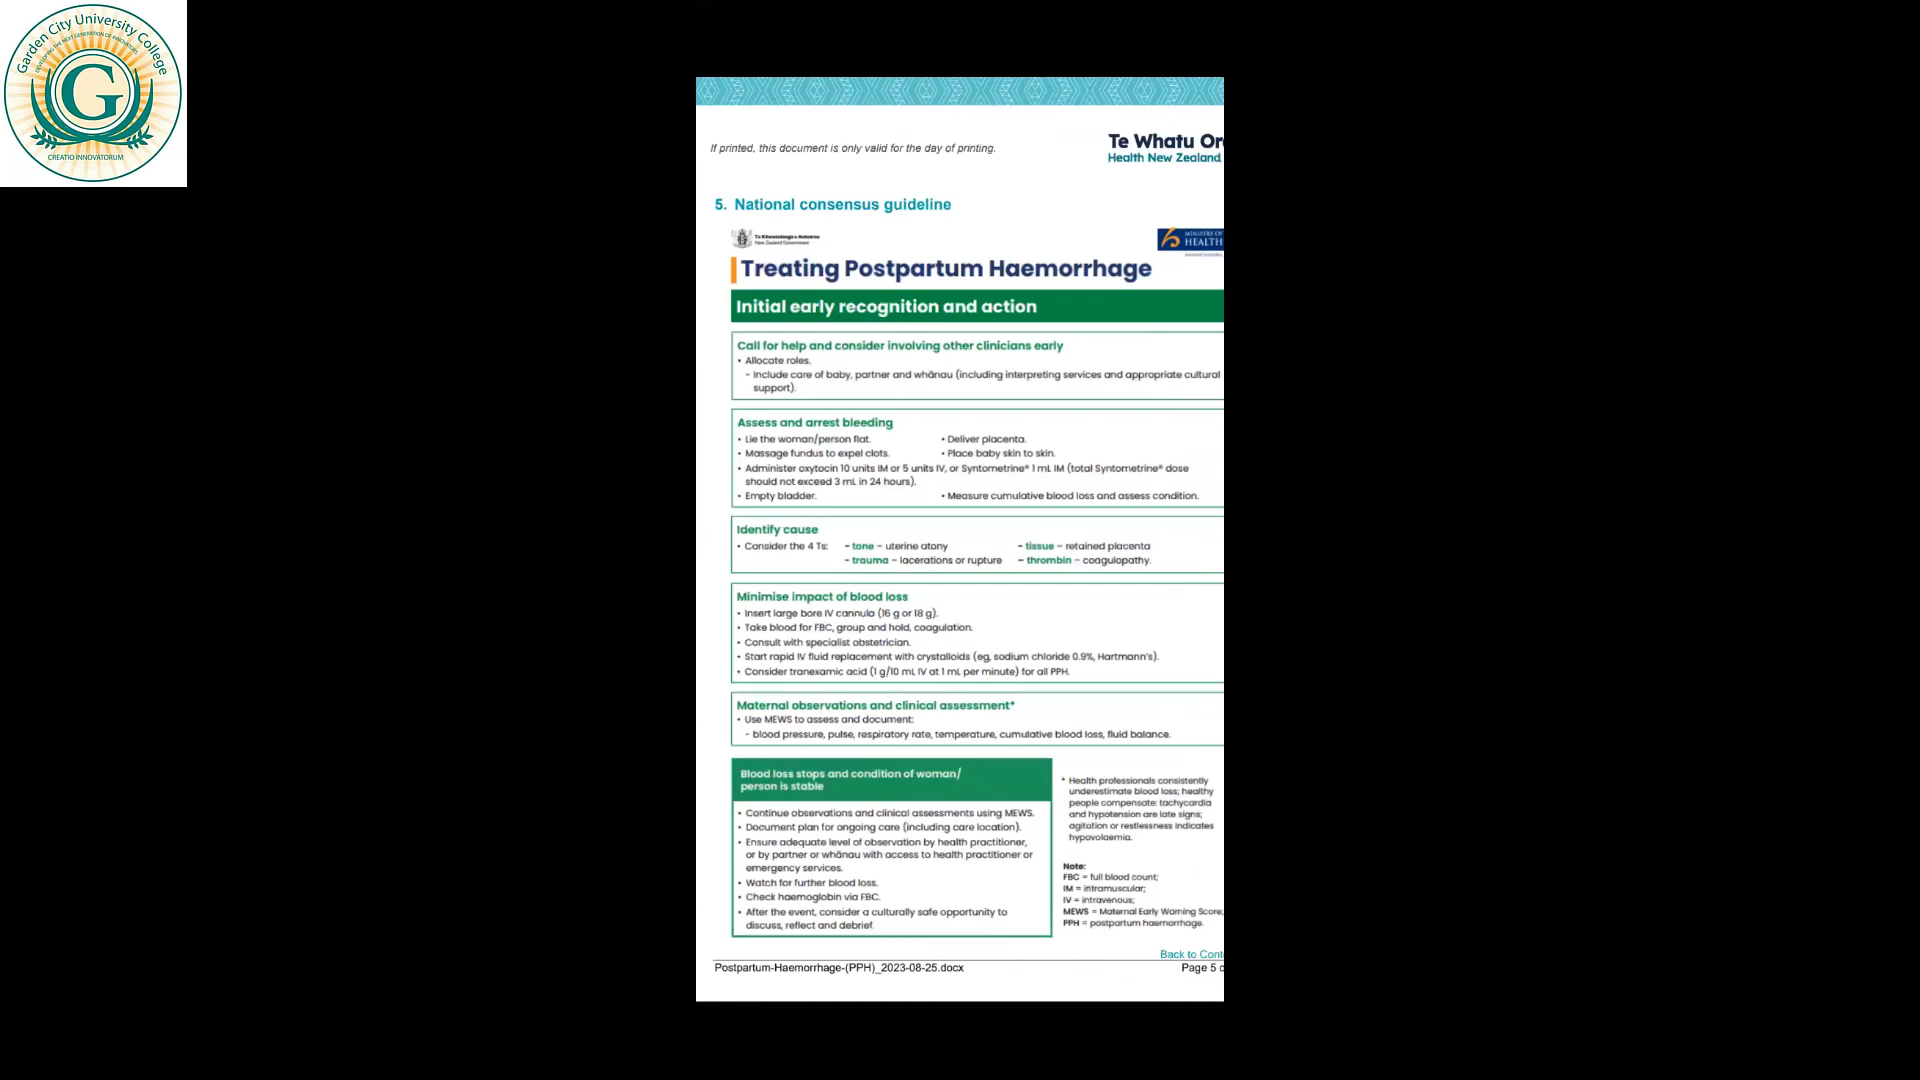 Garden City University College
DEVELOPING THE NEXT GENERATION OF INNOVATORS
G
CREATIO INNOVATORUM
If printed, this document is only valid for the day of printing.
Te Whatu Or
Health New Zealand
5. National consensus guideline
Te Kāwanatanga o Aotearoa
New Zealand Government
MINISTRY OF
HEALTH
Treating Postpartum Haemorrhage
Initial early recognition and action
Call for help and consider involving other clinicians early
• Allocate roles.
- Include care of baby, partner and whānau (including interpreting services and appropriate cultural
support).
Assess and arrest bleeding
• Lie the woman/person flat. • Deliver placenta.
• Massage fundus to expel clots. • Place baby skin to skin.
• Administer oxytocin 10 units IM or 5 units IV, or Syntometrine® 1 mL IM (total Syntometrine® dose
should not exceed 3 mL in 24 hours).
• Empty bladder. • Measure cumulative blood loss and assess condition.
Identify cause
• Consider the 4 Ts: - tone – uterine atony - tissue – retained placenta
- trauma – lacerations or rupture – thrombin – coagulopathy.
Minimise impact of blood loss
• Insert large bore IV cannula (16 g or 18 g).
• Take blood for FBC, group and hold, coagulation.
• Consult with specialist obstetrician.
• Start rapid IV fluid replacement with crystalloids (eg, sodium chloride 0.9%, Hartmann's).
• Consider tranexamic acid (1 g/10 mL IV at 1 mL per minute) for all PPH.
Maternal observations and clinical assessment*
• Use MEWS to assess and document:
- blood pressure, pulse, respiratory rate, temperature, cumulative blood loss, fluid balance.
Blood loss stops and condition of woman/
person is stable
• Continue observations and clinical assessments using MEWS.
• Document plan for ongoing care (including care location).
• Ensure adequate level of observation by health practitioner,
or by partner or whānau with access to health practitioner or
emergency services.
• Watch for further blood loss.
• Check haemoglobin via FBC.
• After the event, consider a culturally safe opportunity to
discuss, reflect and debrief.
* Health professionals consistently
underestimate blood loss; healthy
people compensate: tachycardia
and hypotension are late signs;
agitation or restlessness indicates
hypovolaemia.
Note:
FBC = full blood count;
IM = intramuscular;
IV = intravenous;
MEWS = Maternal Early Warning Score;
PPH = postpartum haemorrhage.
Back to Cont
Postpartum-Haemorrhage-(PPH)_2023-08-25.docx
Page 5 o